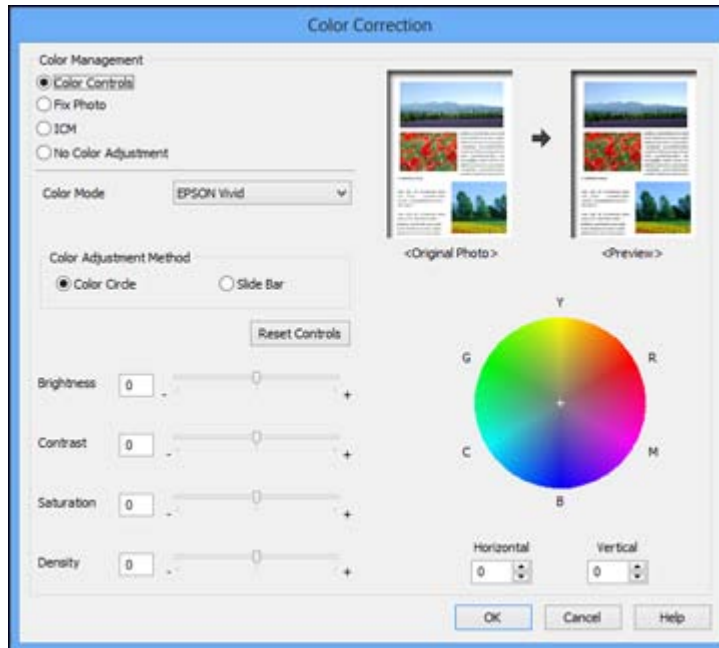 Color Correction
Color Management
Color Controls
Fix Photo
ICM
No Color Adjustment
Color Mode
EPSON Vivid
<Original Photo>
<Preview>
Color Adjustment Method
Color Circle
Slide Bar
Reset Controls
Brightness 0 - +
Contrast 0 - +
Saturation 0 - +
Density 0 - +
Y
G R
C M
B
Horizontal Vertical
0 0
OK Cancel Help